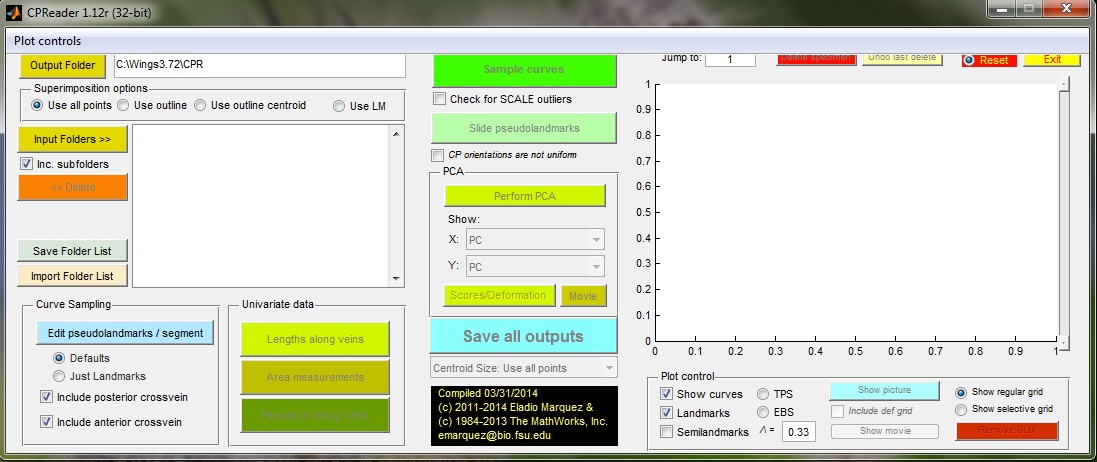 CPReader 1.12r (32-bit)
Plot controls
Output Folder
C:\Wings3.72\CPR
Superimposition options
Use all points
Use outline
Use outline centroid
Use LM
Input Folders >>
Inc. subfolders
<< Delete
Save Folder List
Import Folder List
Curve Sampling
Edit pseudolandmarks / segment
Defaults
Just Landmarks
Include posterior crossvein
Include anterior crossvein
Univariate data
Lengths along veins
Area measurements
along veins
Sample curves
Check for SCALE outliers
Slide pseudolandmarks
CP orientations are not uniform
PCA
Perform PCA
Show:
X: PC
Y: PC
Scores/Deformation
Movie
Save all outputs
Centroid Size: Use all points
Compiled 03/31/2014
(c) 2011-2014 Eladio Marquez &
(c) 1984-2013 The MathWorks, Inc.
emarquez@bio.fsu.edu
Jump to:
1
Delete specimen
Undo last delete
Reset
Exit
1
0.9
0.8
0.7
0.6
0.5
0.4
0.3
0.2
0.1
0
0 0.1 0.2 0.3 0.4 0.5 0.6 0.7 0.8 0.9 1
Plot control
Show curves
TPS
Show picture
Show regular grid
Landmarks
EBS
Include def grid
Show selective grid
Semilandmarks
Λ =
0.33
Show movie
Remove BLM